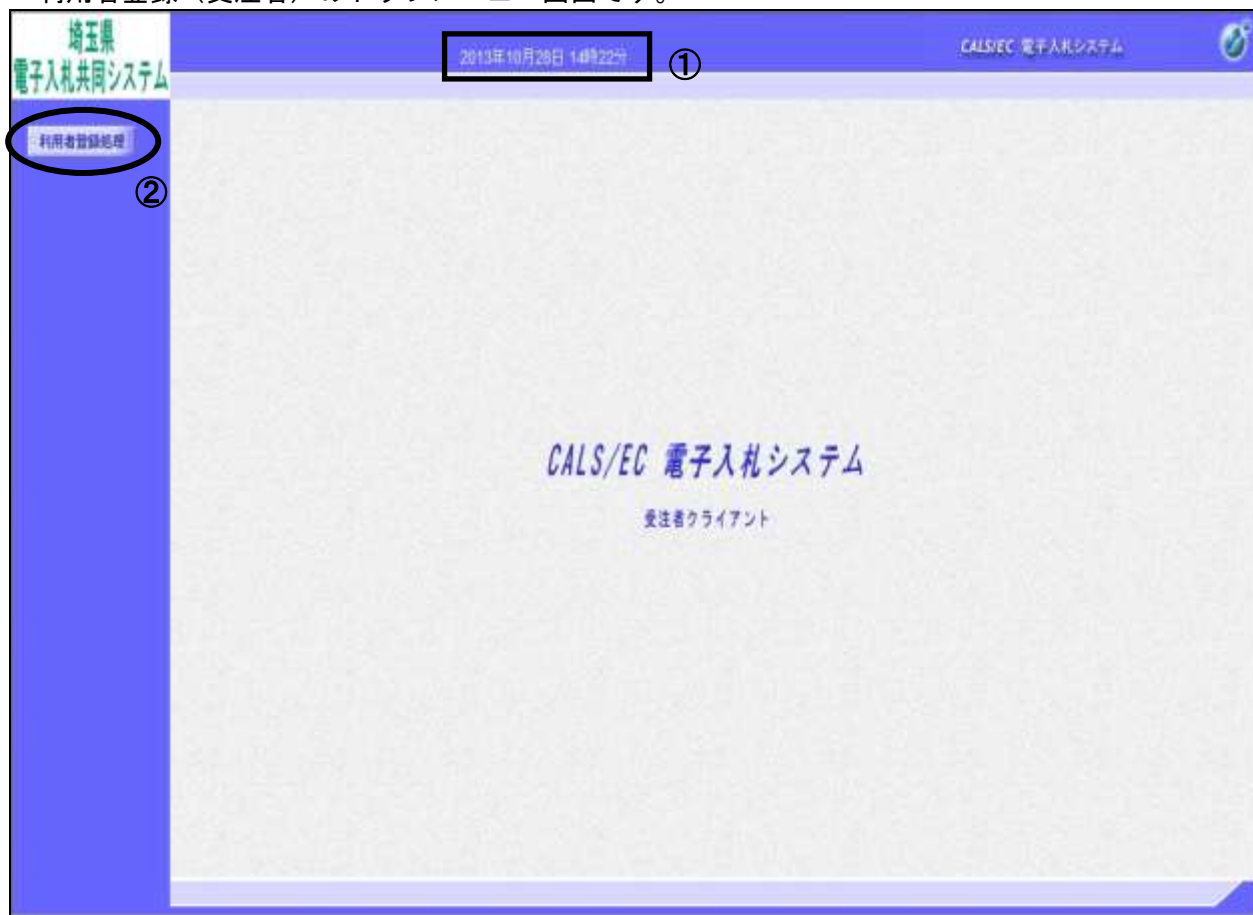 埼玉県
電子入札共同システム
2013年10月28日 14時22分
①
CALS/EC 電子入札システム
利用者登録処理
②
CALS/EC 電子入札システム
受注者クライアント